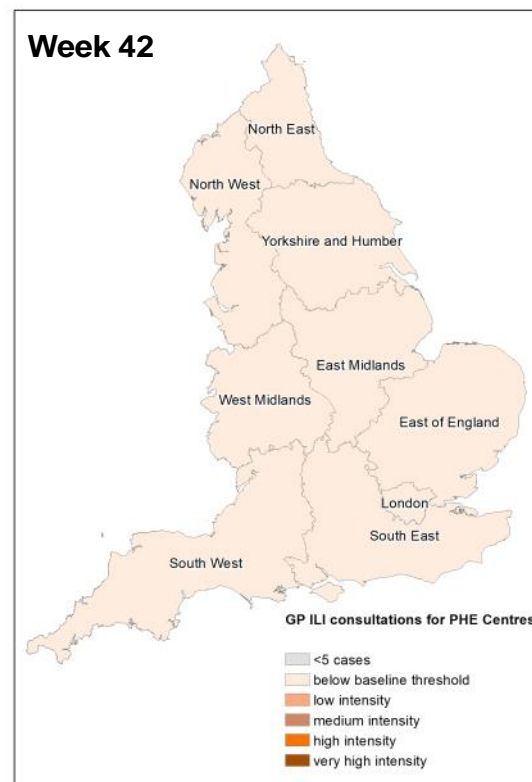 Week 42
North East
North West
Yorkshire and Humber
East Midlands
West Midlands
East of England
London
South East
South West
GP ILI consultations for PHE Centres
<5 cases
below baseline threshold
low intensity
medium intensity
high intensity
very high intensity